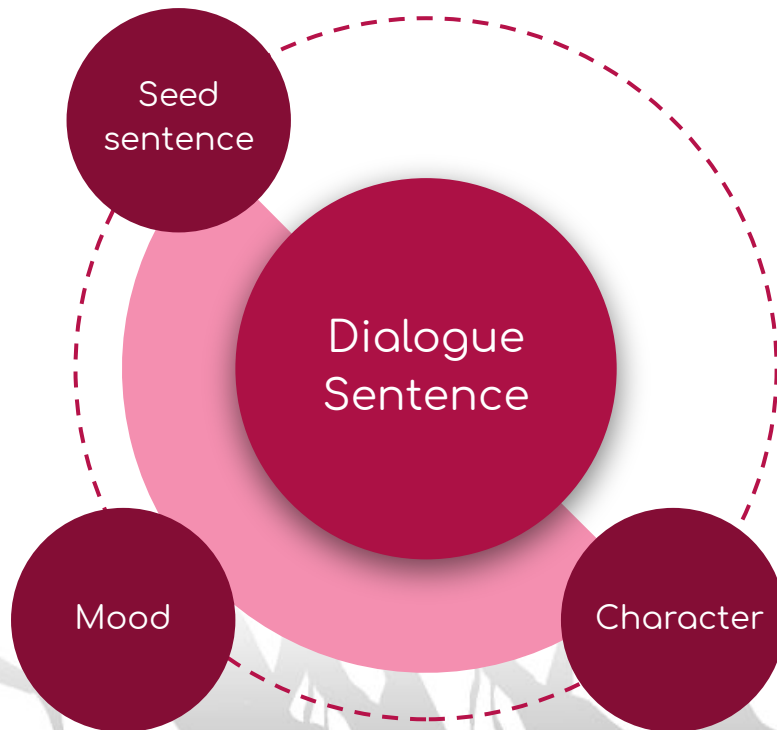 Seed
sentence
Dialogue
Sentence
Mood
Character